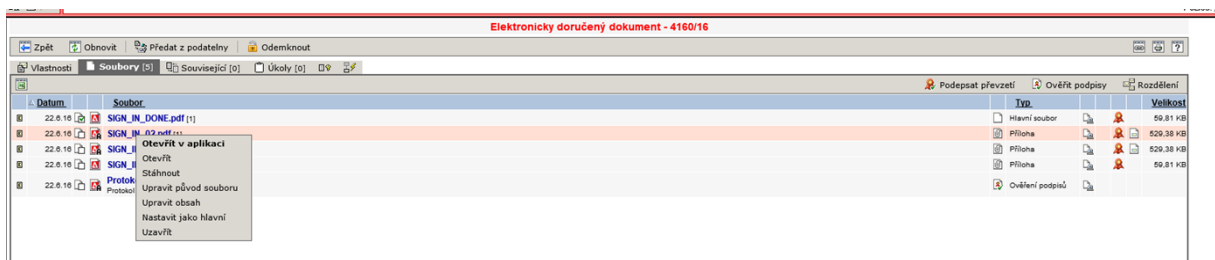 Elektronicky doručený dokument - 4160/16
Zpět Obnovit Předat z podatelny Odemknout
Vlastnosti Soubory [5] Související [0] Úkoly [0]
Podepsat převzetí Ověřit podpisy Rozdělení
Datum Soubor Typ Velikost
22.6.16 SIGN_IN_DONE.pdf [1] Hlavní soubor 59,81 KB
22.6.16 SIGN_IN_02.pdf [1] Příloha 529,38 KB
22.6.16 Příloha 529,38 KB
22.6.16 Příloha 59,81 KB
22.6.16 Ověření podpisů
Otevřít v aplikaci
Otevřít
Stáhnout
Upravit původ souboru
Upravit obsah
Nastavit jako hlavní
Uzavřít